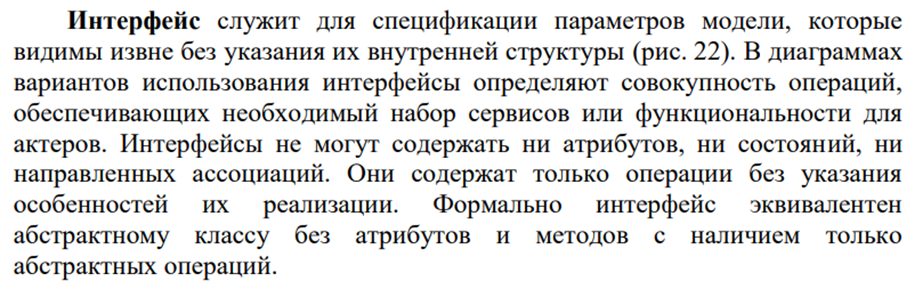 Интерфейс служит для спецификации параметров модели, которые
видимы извне без указания их внутренней структуры (рис. 22). В диаграммах
вариантов использования интерфейсы определяют совокупность операций,
обеспечивающих необходимый набор сервисов или функциональности для
актеров. Интерфейсы не могут содержать ни атрибутов, ни состояний, ни
направленных ассоциаций. Они содержат только операции без указания
особенностей их реализации. Формально интерфейс эквивалентен
абстрактному классу без атрибутов и методов с наличием только
абстрактных операций.